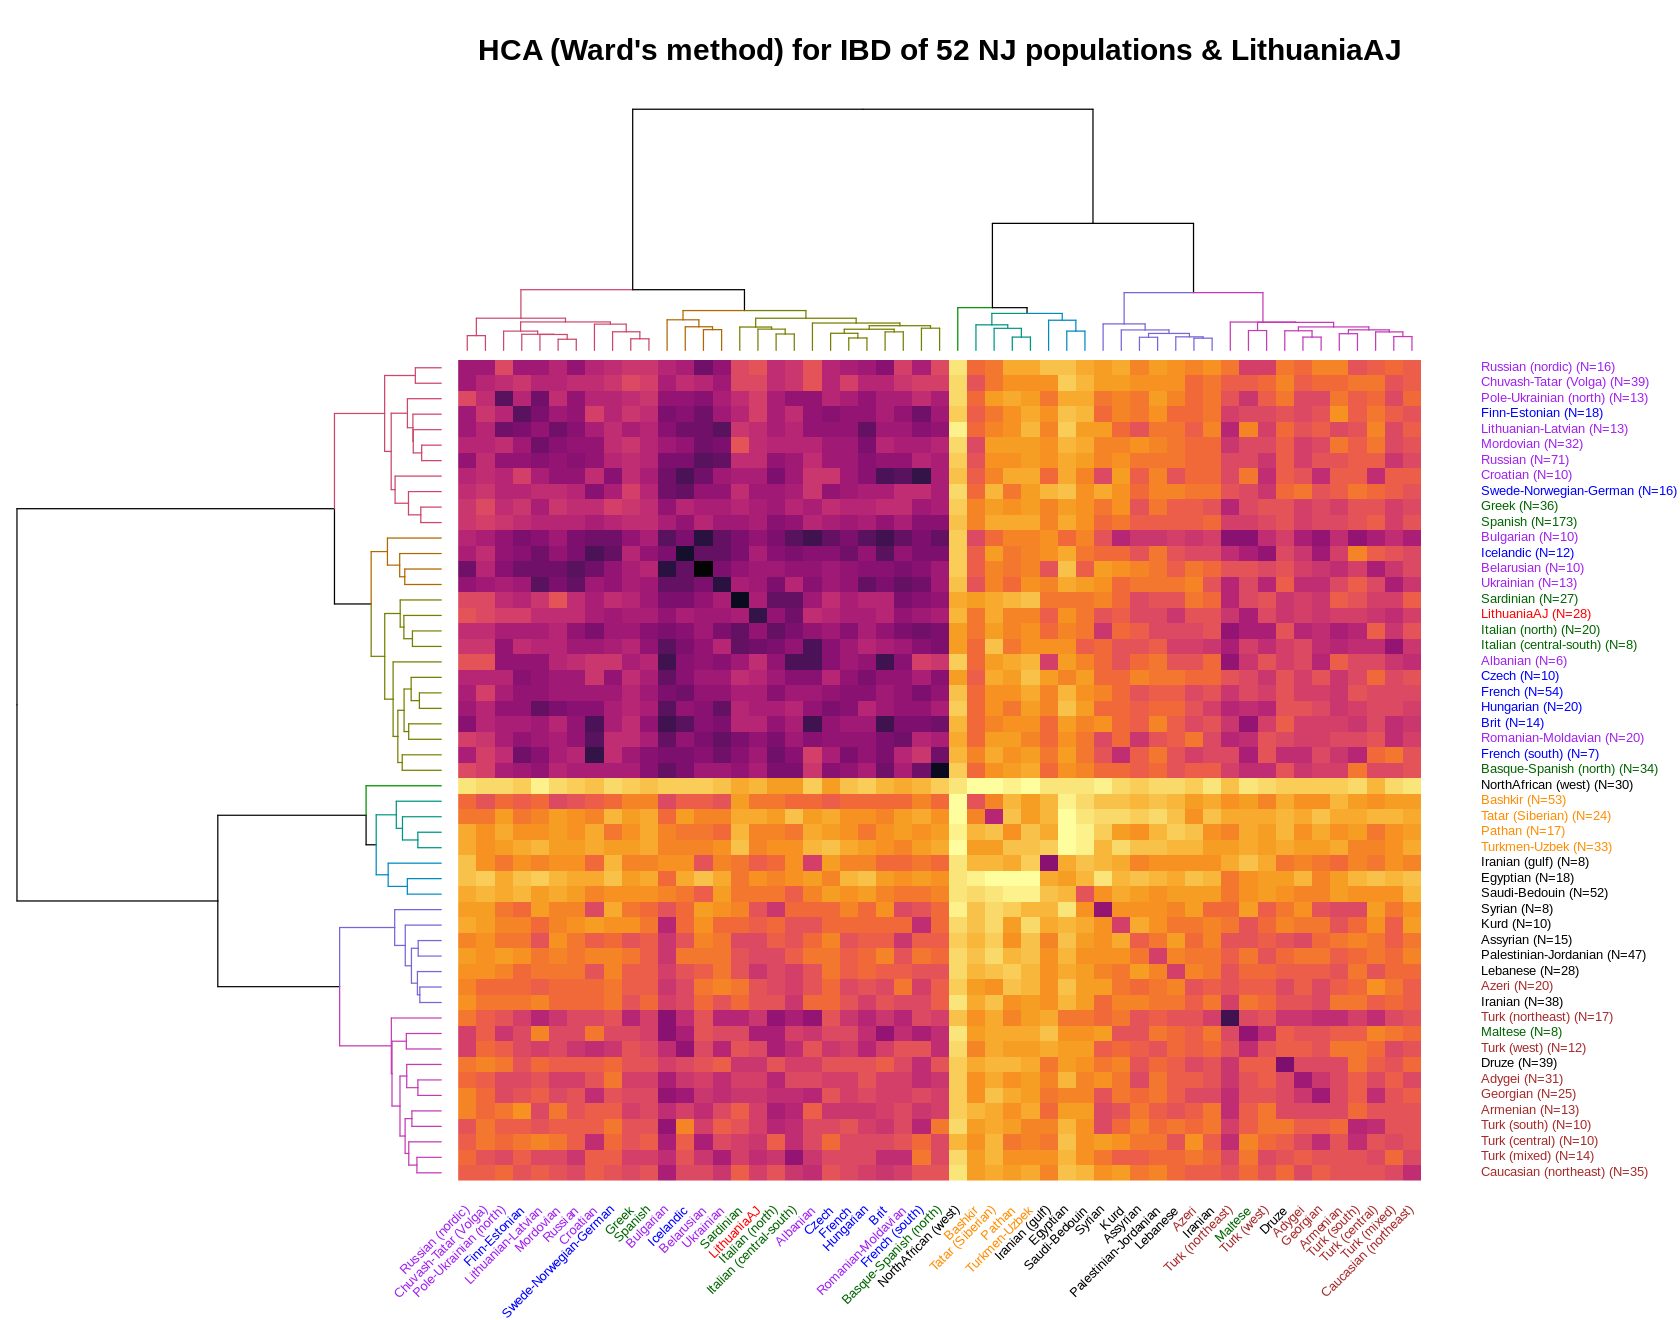 HCA (Ward's method) for IBD of 52 NJ populations & LithuaniaAJ
Russian (nordic) (N=16)
Chuvash-Tatar (Volga) (N=39)
Pole-Ukrainian (north) (N=13)
Finn-Estonian (N=18)
Lithuanian-Latvian (N=13)
Mordovian (N=32)
Russian (N=71)
Croatian (N=10)
Swede-Norwegian-German (N=16)
Greek (N=36)
Spanish (N=173)
Bulgarian (N=10)
Icelandic (N=12)
Belarusian (N=10)
Ukrainian (N=13)
Sardinian (N=27)
LithuaniaAJ (N=28)
Italian (north) (N=20)
Italian (central-south) (N=8)
Albanian (N=6)
Czech (N=10)
French (N=54)
Hungarian (N=20)
Brit (N=14)
Romanian-Moldavian (N=20)
French (south) (N=7)
Basque-Spanish (north) (N=34)
NorthAfrican (west) (N=30)
Bashkir (N=53)
Tatar (Siberian) (N=24)
Pathan (N=17)
Turkmen-Uzbek (N=33)
Iranian (gulf) (N=8)
Egyptian (N=18)
Saudi-Bedouin (N=52)
Syrian (N=8)
Kurd (N=10)
Assyrian (N=15)
Palestinian-Jordanian (N=47)
Lebanese (N=28)
Azeri (N=20)
Iranian (N=38)
Turk (northeast) (N=17)
Maltese (N=8)
Turk (west) (N=12)
Druze (N=39)
Adygei (N=31)
Georgian (N=25)
Armenian (N=13)
Turk (south) (N=10)
Turk (central) (N=10)
Turk (mixed) (N=14)
Caucasian (northeast) (N=35)
Russian (nordic)
Chuvash-Tatar (Volga)
Pole-Ukrainian (north)
Finn-Estonian
Lithuanian-Latvian
Mordovian
Russian
Croatian
Swede-Norwegian-German
Greek
Spanish
Bulgarian
Icelandic
Belarusian
Ukrainian
Sardinian
LithuaniaAJ
Italian (north)
Italian (central-south)
Albanian
Czech
French
Hungarian
Brit
Romanian-Moldavian
French (south)
Basque-Spanish (north)
NorthAfrican (west)
Bashkir
Tatar (Siberian)
Pathan
Turkmen-Uzbek
Iranian (gulf)
Egyptian
Saudi-Bedouin
Syrian
Kurd
Assyrian
Palestinian-Jordanian
Lebanese
Azeri
Iranian
Turk (northeast)
Maltese
Turk (west)
Druze
Adygei
Georgian
Armenian
Turk (south)
Turk (central)
Turk (mixed)
Caucasian (northeast)